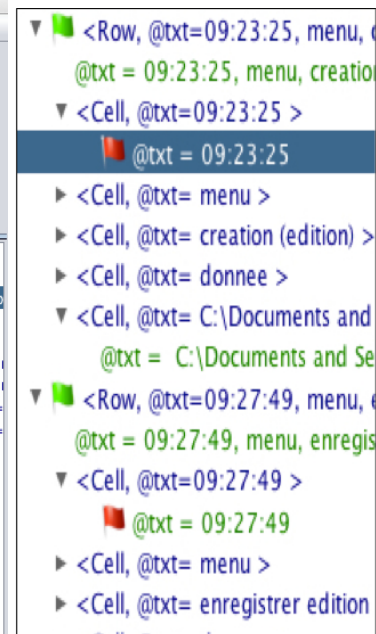 <Row, @txt=09:23:25, menu,
@txt = 09:23:25, menu, creation
<Cell, @txt=09:23:25 >
@txt = 09:23:25
<Cell, @txt= menu >
<Cell, @txt= creation (edition) >
<Cell, @txt= donnee >
<Cell, @txt= C:\Documents and
@txt = C:\Documents and Se
<Row, @txt=09:27:49, menu, e
@txt = 09:27:49, menu, enregis
<Cell, @txt=09:27:49 >
@txt = 09:27:49
<Cell, @txt= menu >
<Cell, @txt= enregistrer edition